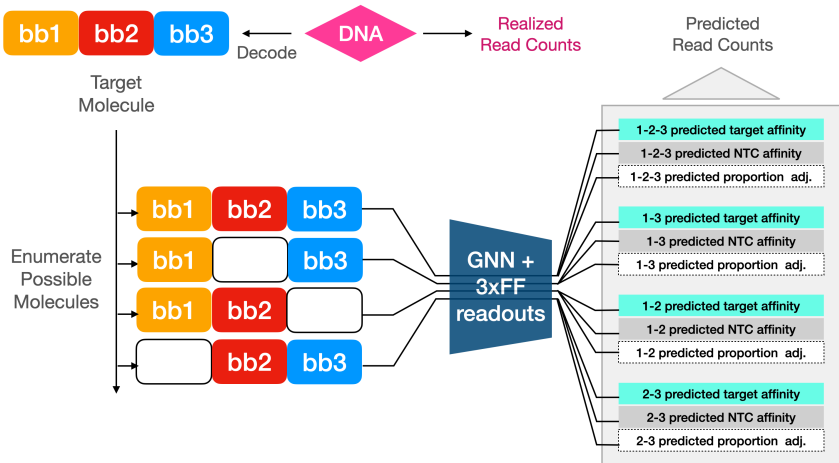 bb1 bb2 bb3
DNA
Decode
Realized
Read Counts
Predicted
Read Counts
Target
Molecule
Enumerate
Possible
Molecules
bb1 bb2 bb3
bb1 bb3
bb1 bb2
bb2 bb3
GNN +
3xFF
readouts
1-2-3 predicted target affinity
1-2-3 predicted NTC affinity
1-2-3 predicted proportion adj.
1-3 predicted target affinity
1-3 predicted NTC affinity
1-3 predicted proportion adj.
1-2 predicted target affinity
1-2 predicted NTC affinity
1-2 predicted proportion adj.
2-3 predicted target affinity
2-3 predicted NTC affinity
2-3 predicted proportion adj.